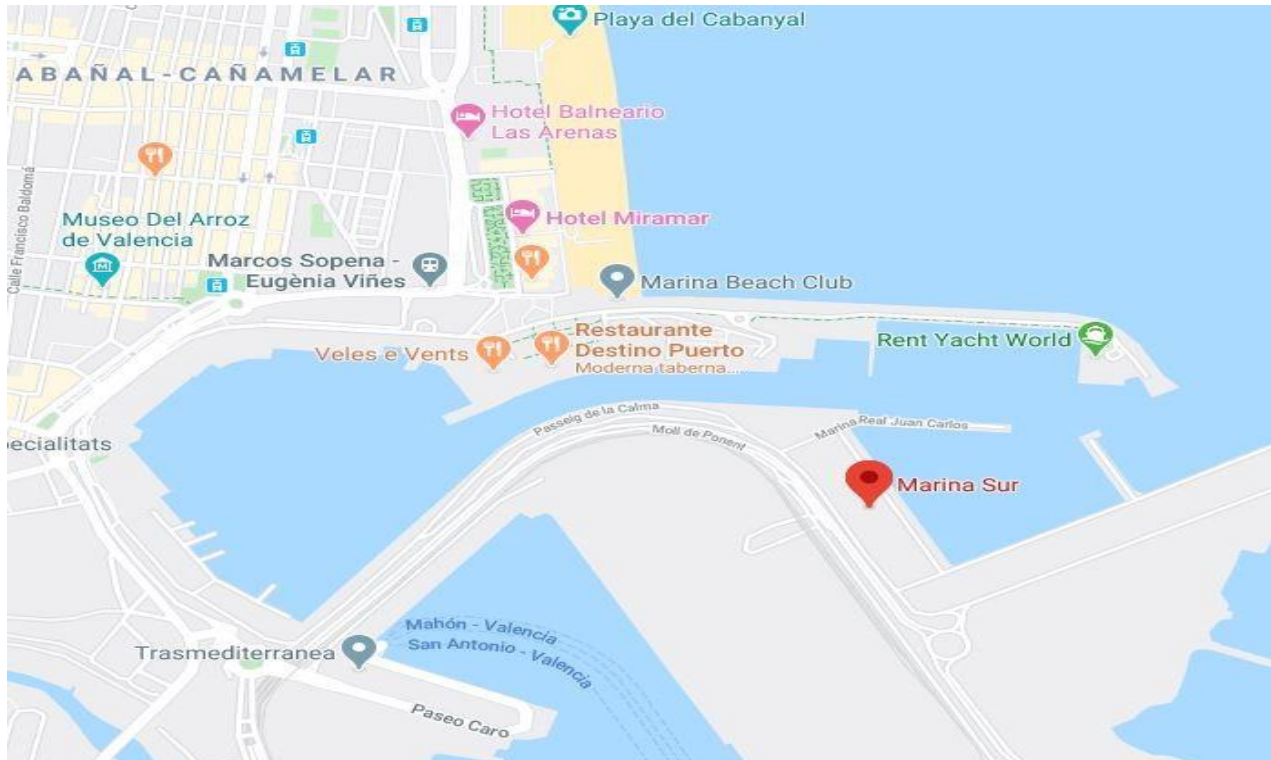 Playa del Cabanyal
ABAÑAL-CAÑAMELAR
Hotel Balneario
Las Arenas
Calle Francisco Baldomá
Museo Del Arroz
de Valencia
Hotel Miramar
Marcos Sopena -
Eugènia Viñes
Marina Beach Club
Veles e Vents
Restaurante
Destino Puerto
Moderna taberna...
Rent Yacht World
Passeig de la Calma
Moll de Ponent
Marina Real Juan Carlos
ecialitats
Marina Sur
Mahón - Valencia
San Antonio - Valencia
Trasmediterranea
Paseo Caro